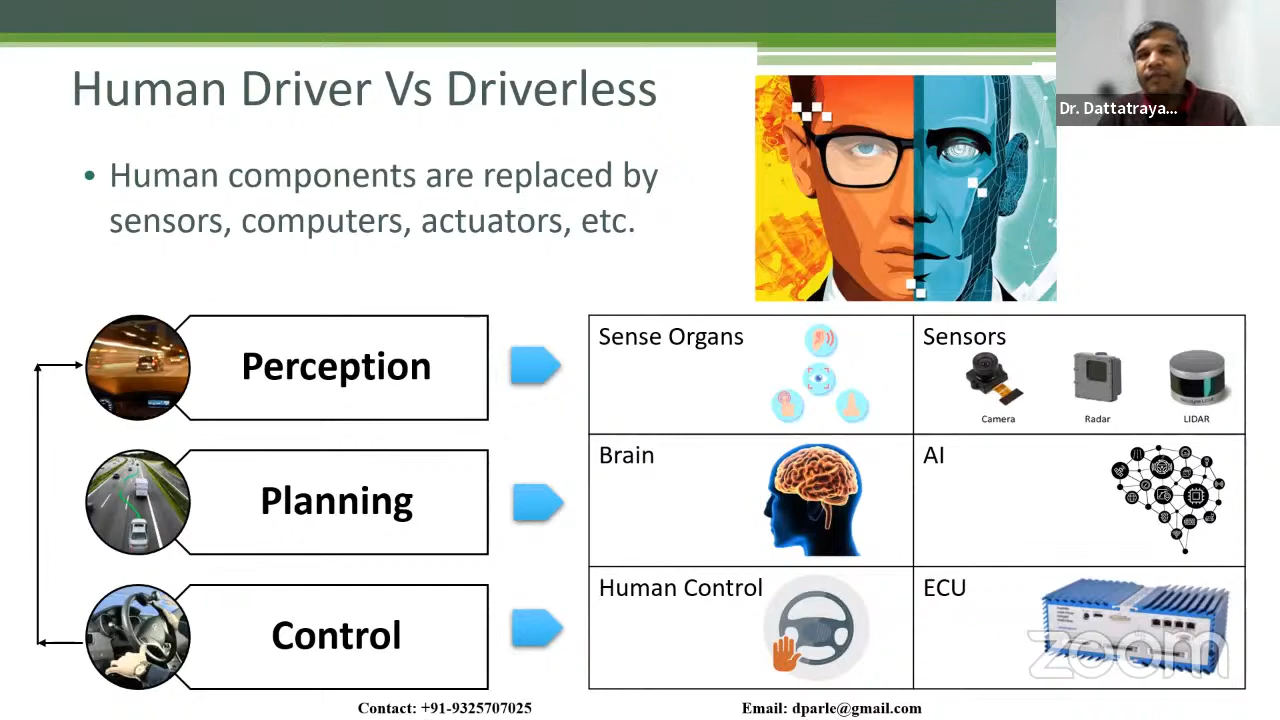 Human Driver Vs Driverless
Dr. Dattatraya...
• Human components are replaced by
sensors, computers, actuators, etc.
Perception
Planning
Control
Sense Organs
Sensors
Camera
Radar
LIDAR
Brain
AI
Human Control
ECU
zoom
Contact: +91-9325707025
Email: dparle@gmail.com